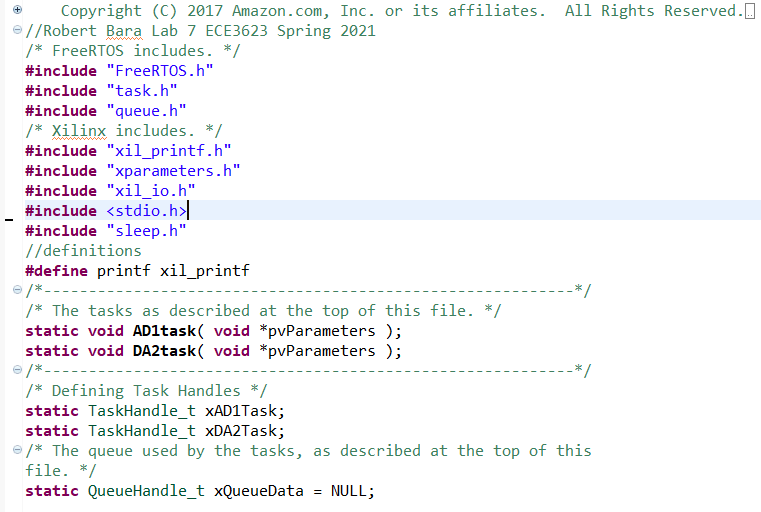 Copyright (C) 2017 Amazon.com, Inc. or its affiliates.  All Rights Reserved...
//Robert Bara Lab 7 ECE3623 Spring 2021
/* FreeRTOS includes. */
#include "FreeRTOS.h"
#include "task.h"
#include "queue.h"
/* Xilinx includes. */
#include "xil_printf.h"
#include "xparameters.h"
#include "xil_io.h"
#include <stdio.h>
#include "sleep.h"
//definitions
#define printf xil_printf
/*-----------------------------------------------------------*/
/* The tasks as described at the top of this file. */
static void AD1task( void *pvParameters );
static void DA2task( void *pvParameters );
/*-----------------------------------------------------------*/
/* Defining Task Handles */
static TaskHandle_t xAD1Task;
static TaskHandle_t xDA2Task;
/* The queue used by the tasks, as described at the top of this
file. */
static QueueHandle_t xQueueData = NULL;